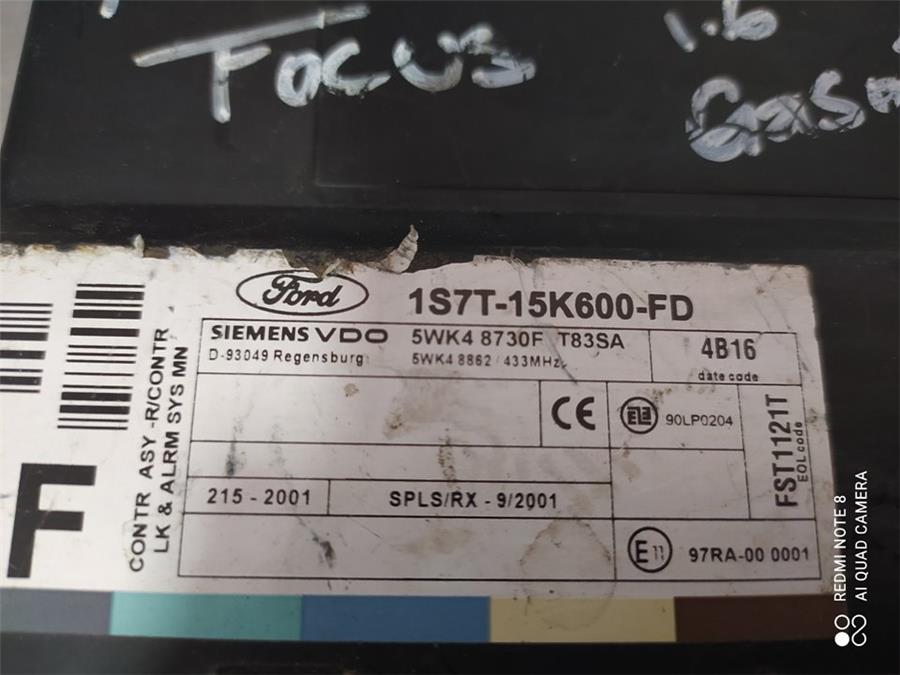 Focus 1.6
Ford 1S7T-15K600-FD
SIEMENS VDO 5WK4 8730F T83SA 4B16
D-93049 Regensburg 5WK4 8862 / 433MHz date code
CE 90LP0204
FST1121T
EOL code
215 - 2001 SPLS/RX - 9/2001
E11 97RA-00 0001
CONTR ASY -R/CONTR
LK & ALRM SYS MN
F
REDMI NOTE 8
AI QUAD CAMERA